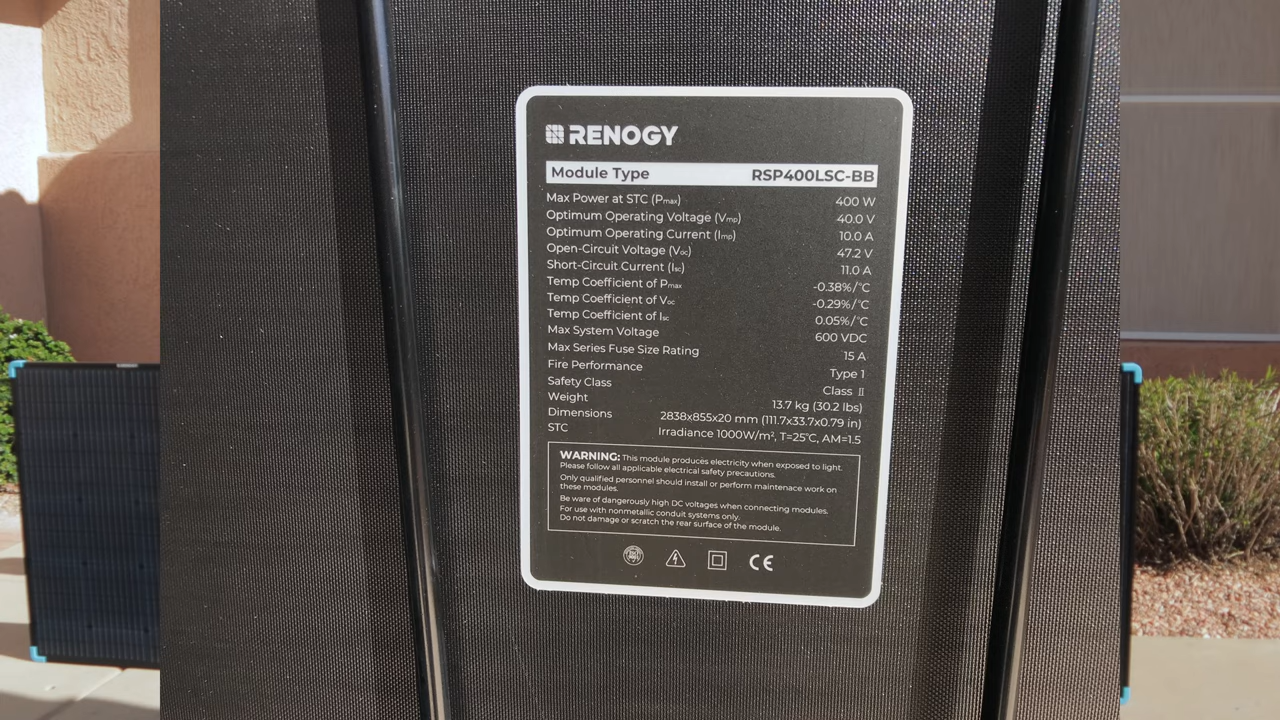 RENOGY
Module Type RSP400LSC-BB
Max Power at STC (Pmax) 400 W
Optimum Operating Voltage (Vmp) 40.0 V
Optimum Operating Current (Imp) 10.0 A
Open-Circuit Voltage (Voc) 47.2 V
Short-Circuit Current (Isc) 11.0 A
Temp Coefficient of Pmax -0.38%/°C
Temp Coefficient of Voc -0.29%/°C
Temp Coefficient of Isc 0.05%/°C
Max System Voltage 600 VDC
Max Series Fuse Size Rating 15 A
Fire Performance Type 1
Safety Class Class II
Weight 13.7 kg (30.2 lbs)
Dimensions 2838x855x20 mm (111.7x33.7x0.79 in)
STC Irradiance 1000W/m², T=25°C, AM=1.5
WARNING: This module produces electricity when exposed to light.
Please follow all applicable electrical safety precautions.
Only qualified personnel should install or perform maintenace work on
these modules.
Be ware of dangerously high DC voltages when connecting modules.
For use with nonmetallic conduit systems only.
Do not damage or scratch the rear surface of the module.
CE